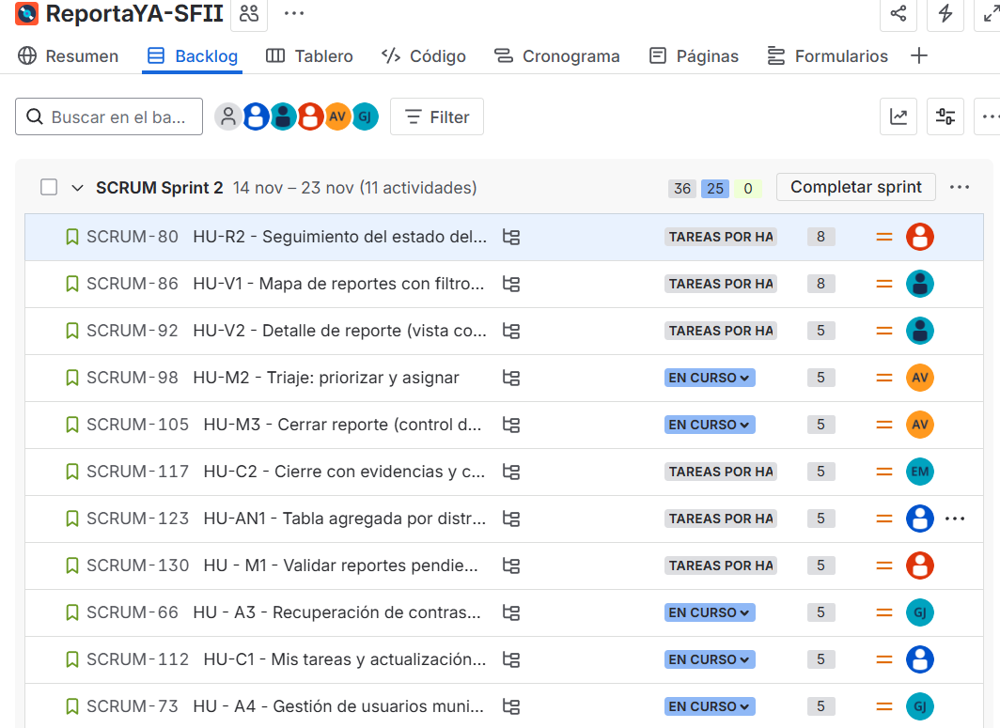 ReportaYA-SFII
Resumen Backlog Tablero Código Cronograma Páginas Formularios
Buscar en el ba... AV GJ Filter
SCRUM Sprint 2 14 nov – 23 nov (11 actividades) 36 25 0 Completar sprint
SCRUM-80 HU-R2 - Seguimiento del estado del... TAREAS POR HA 8
SCRUM-86 HU-V1 - Mapa de reportes con filtro... TAREAS POR HA 8
SCRUM-92 HU-V2 - Detalle de reporte (vista co... TAREAS POR HA 5
SCRUM-98 HU-M2 - Triaje: priorizar y asignar EN CURSO 5 AV
SCRUM-105 HU-M3 - Cerrar reporte (control d... EN CURSO 5 AV
SCRUM-117 HU-C2 - Cierre con evidencias y c... TAREAS POR HA 5 EM
SCRUM-123 HU-AN1 - Tabla agregada por distr... TAREAS POR HA 5
SCRUM-130 HU - M1 - Validar reportes pendie... TAREAS POR HA 5
SCRUM-66 HU - A3 - Recuperación de contras... EN CURSO 5 GJ
SCRUM-112 HU-C1 - Mis tareas y actualización... EN CURSO 5
SCRUM-73 HU - A4 - Gestión de usuarios muni... EN CURSO 5 GJ